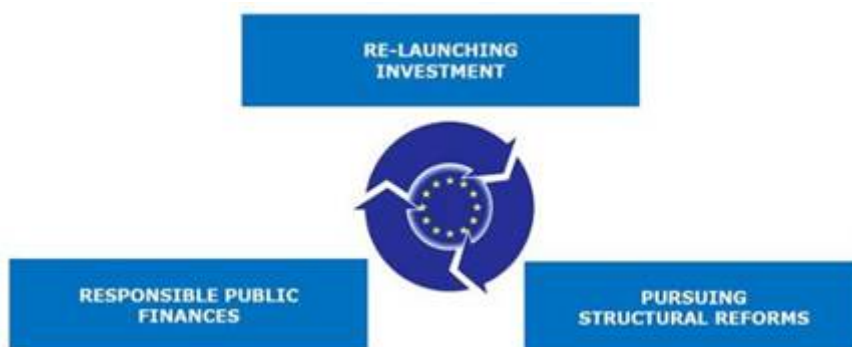 RE-LAUNCHING
INVESTMENT
RESPONSIBLE PUBLIC
FINANCES
PURSUING
STRUCTURAL REFORMS